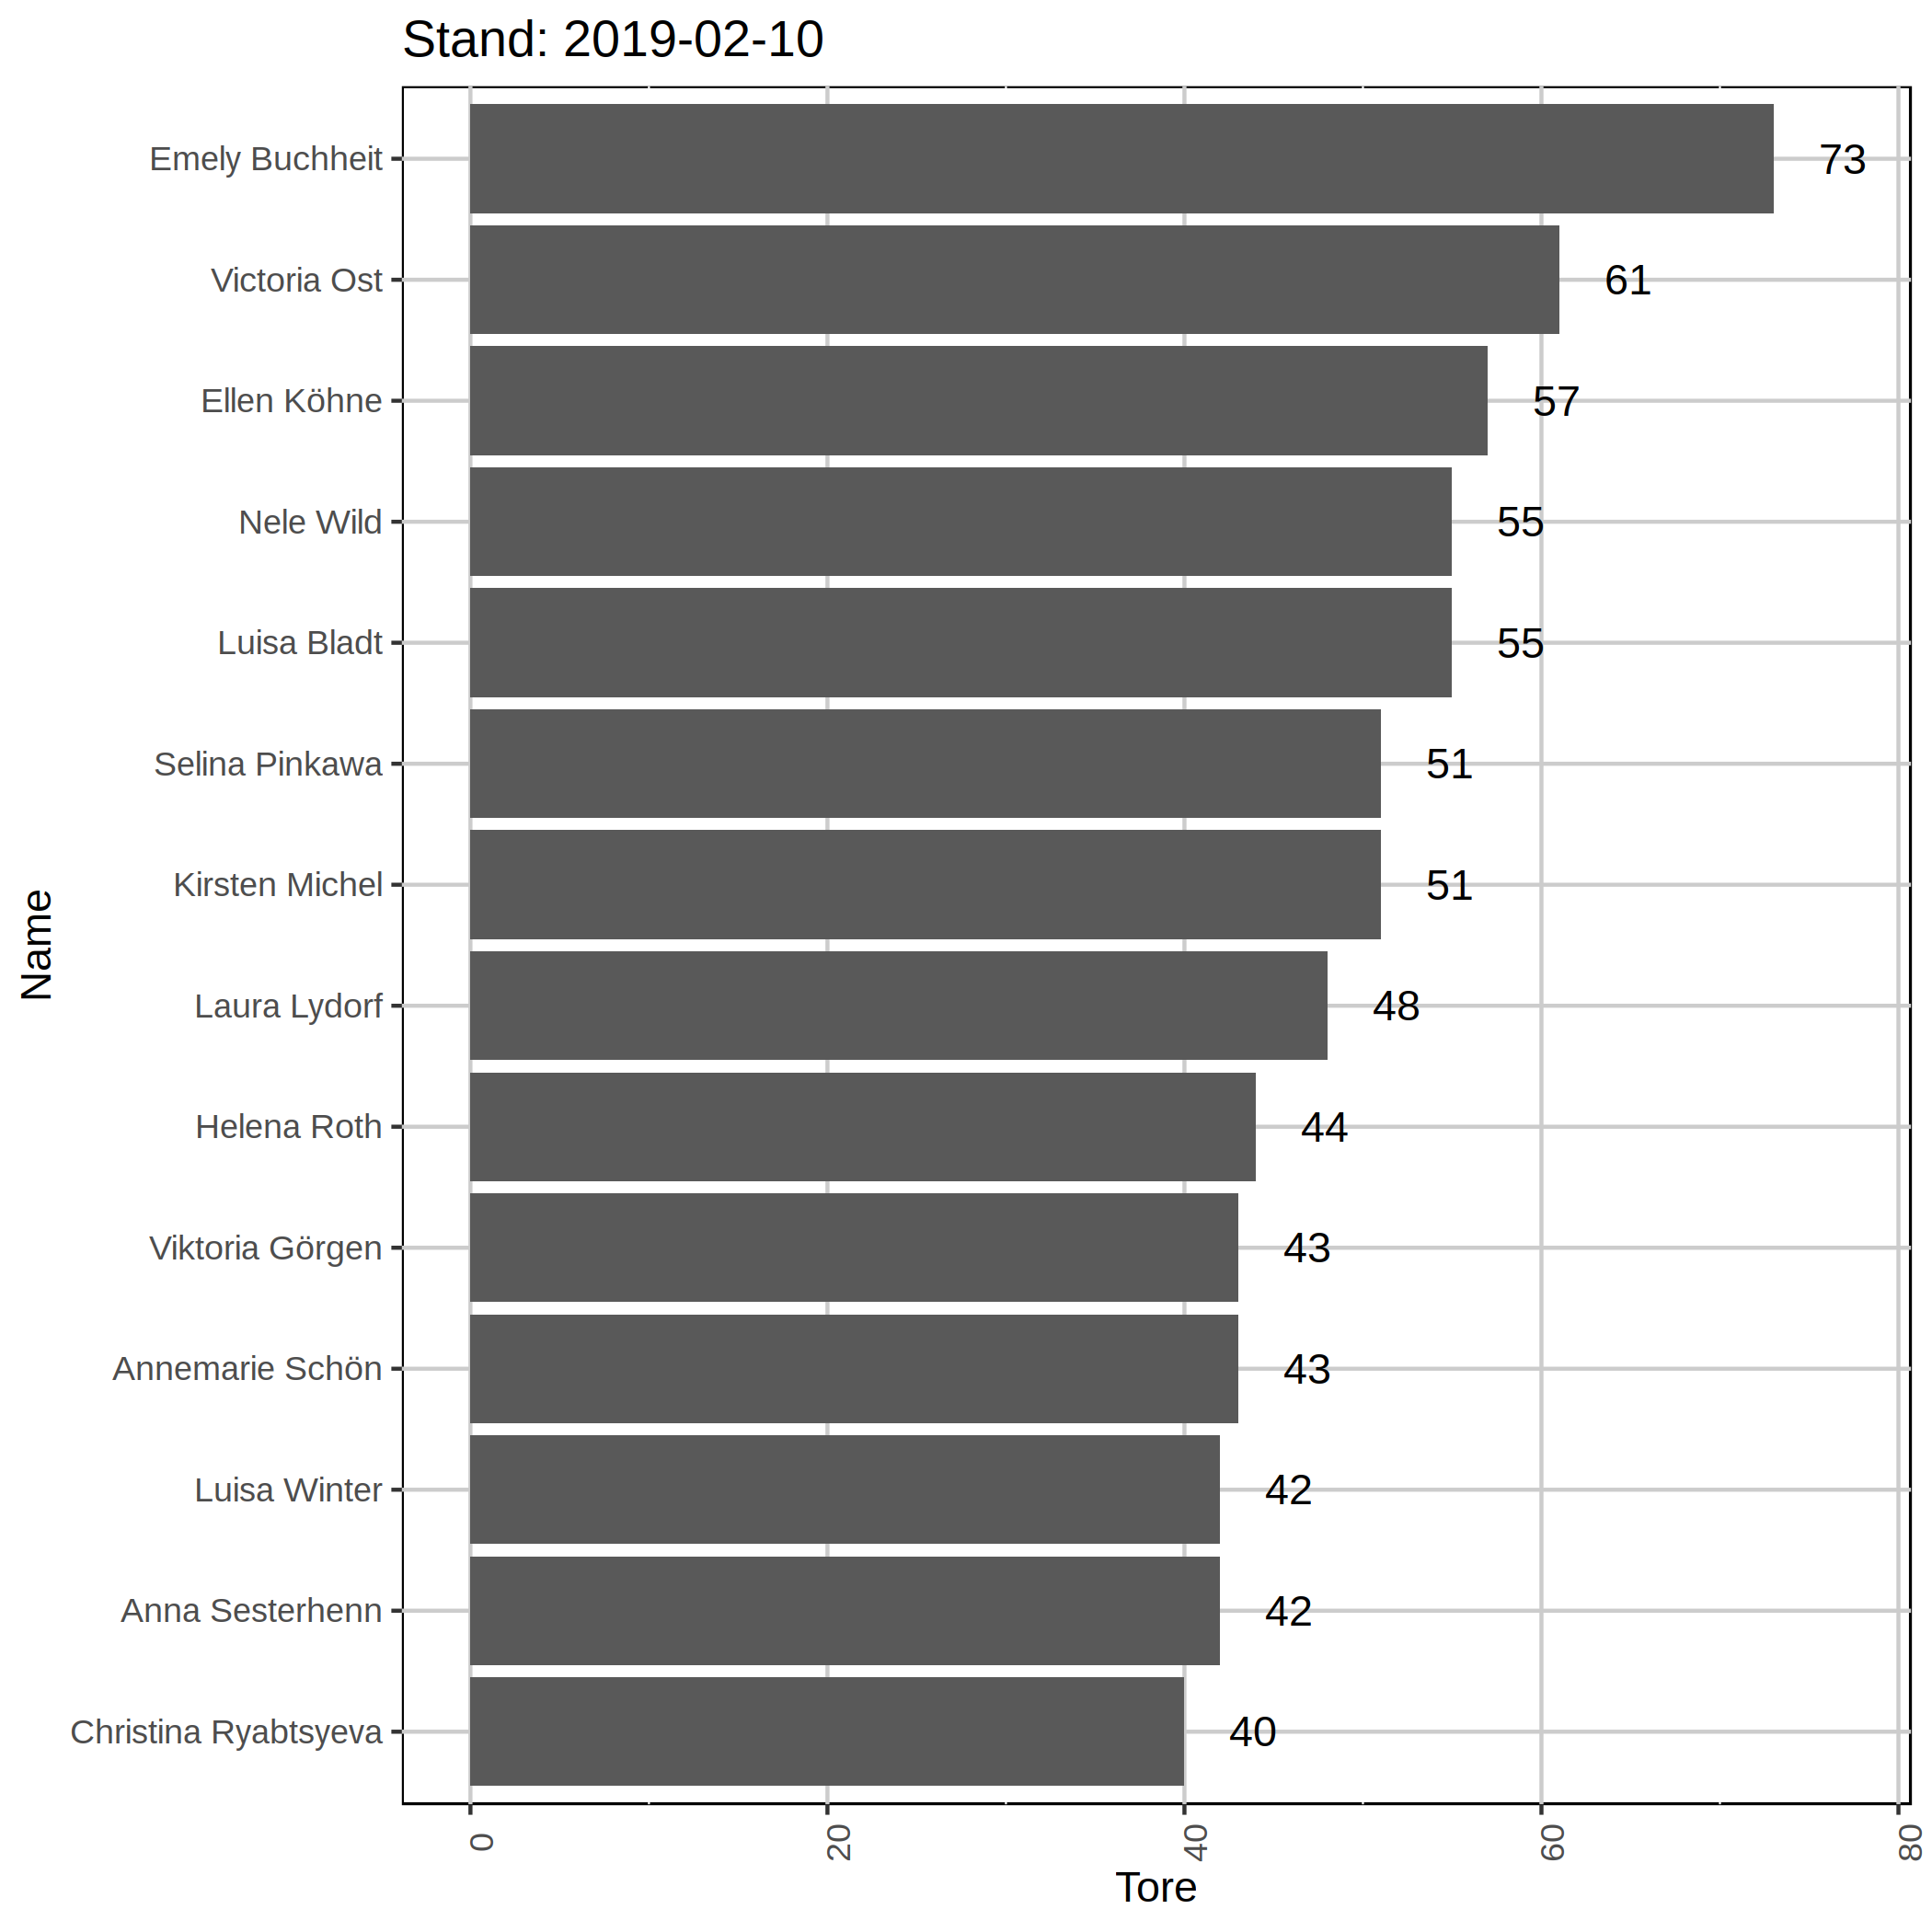 Stand: 2019-02-10
Emely Buchheit 73
Victoria Ost 61
Ellen Köhne 57
Nele Wild 55
Luisa Bladt 55
Selina Pinkawa 51
Kirsten Michel 51
Laura Lydorf 48
Helena Roth 44
Viktoria Görgen 43
Annemarie Schön 43
Luisa Winter 42
Anna Sesterhenn 42
Christina Ryabtsyeva 40
Name
0 20 40 60 80
Tore